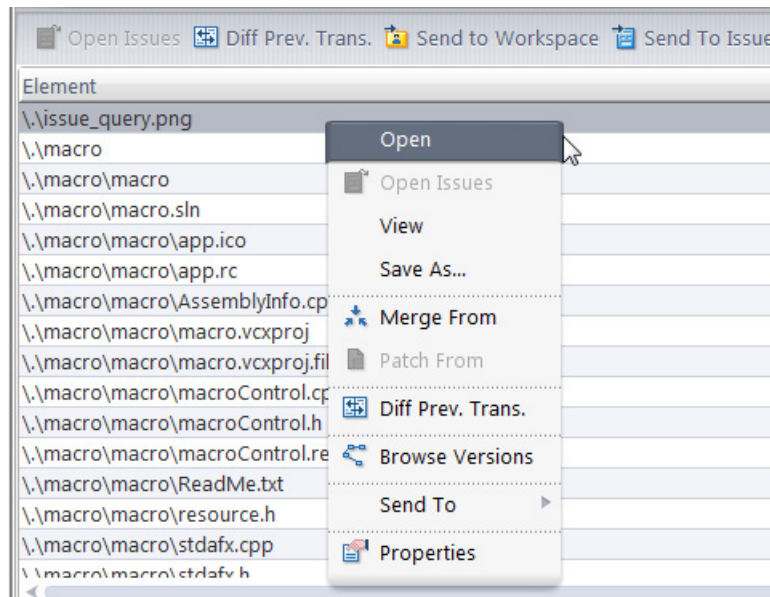 Open Issues Diff Prev. Trans. Send to Workspace Send To Issue
Element
\.\issue_query.png
\.\macro
\.\macro\macro
\.\macro\macro.sln
\.\macro\macro\app.ico
\.\macro\macro\app.rc
\.\macro\macro\AssemblyInfo.cp
\.\macro\macro\macro.vcxproj
\.\macro\macro\macro.vcxproj.fil
\.\macro\macro\macroControl.cp
\.\macro\macro\macroControl.h
\.\macro\macro\macroControl.re
\.\macro\macro\ReadMe.txt
\.\macro\macro\resource.h
\.\macro\macro\stdafx.cpp
\.\macro\macro\stdafx.h
Open
Open Issues
View
Save As...
Merge From
Patch From
Diff Prev. Trans.
Browse Versions
Send To
Properties